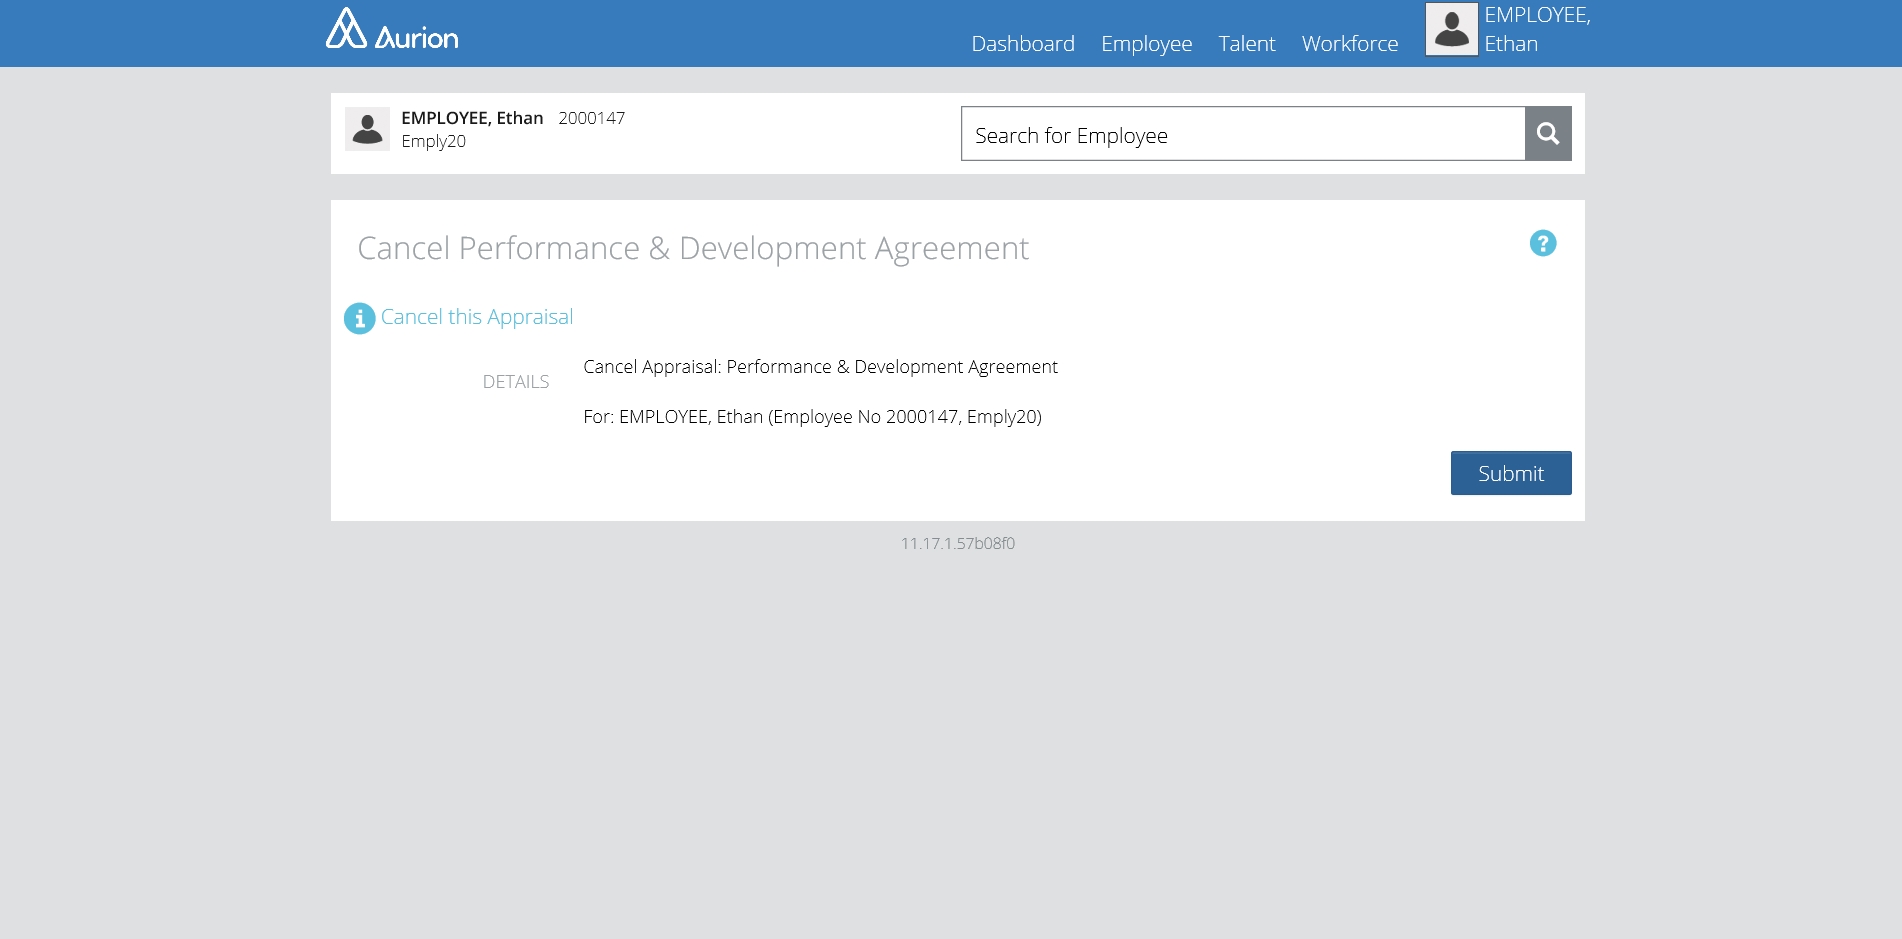 Aurion
Dashboard
Employee
Talent
Workforce
EMPLOYEE,
Ethan
EMPLOYEE, Ethan 2000147
Emply20
Search for Employee
Cancel Performance & Development Agreement
?
i
Cancel this Appraisal
DETAILS
Cancel Appraisal: Performance & Development Agreement
For: EMPLOYEE, Ethan (Employee No 2000147, Emply20)
Submit
11.17.1.57b08f0